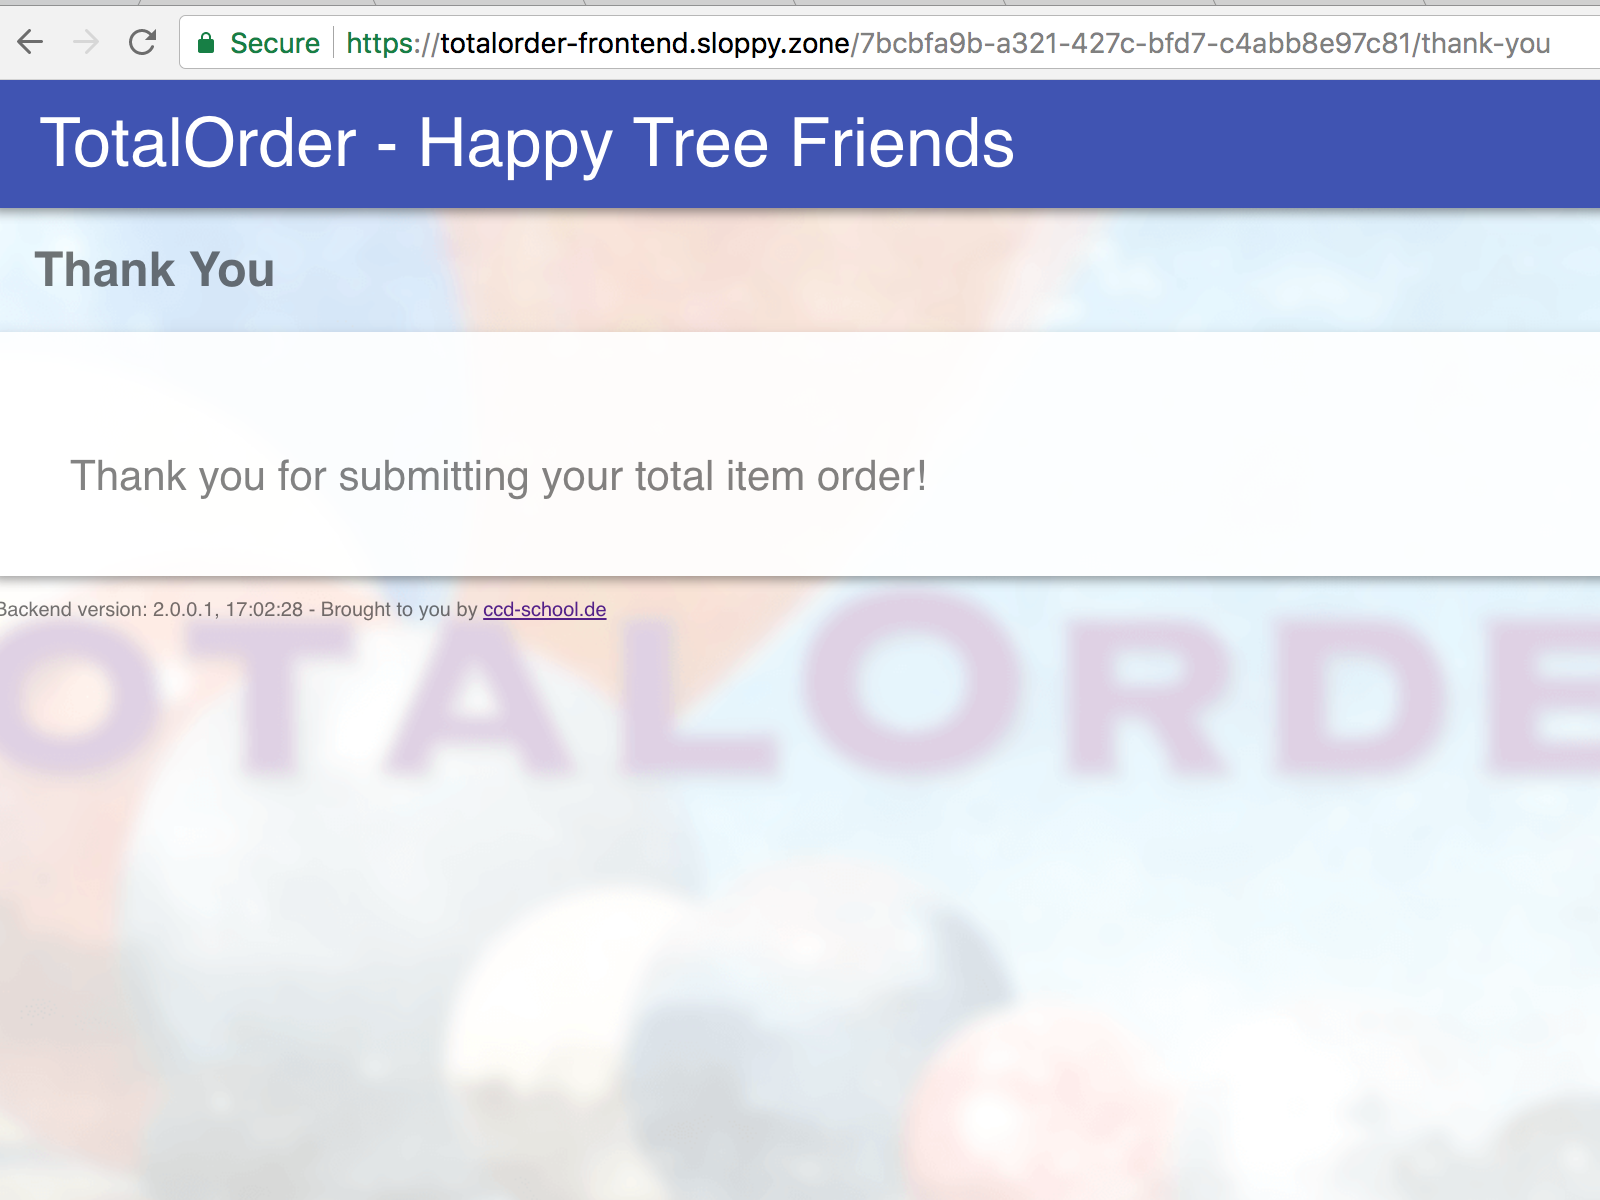 Secure https://totalorder-frontend.sloppy.zone/7bcbfa9b-a321-427c-bfd7-c4abb8e97c81/thank-you
TotalOrder - Happy Tree Friends
Thank You
Thank you for submitting your total item order!
Backend version: 2.0.0.1, 17:02:28 - Brought to you by ccd-school.de
OTALORDE